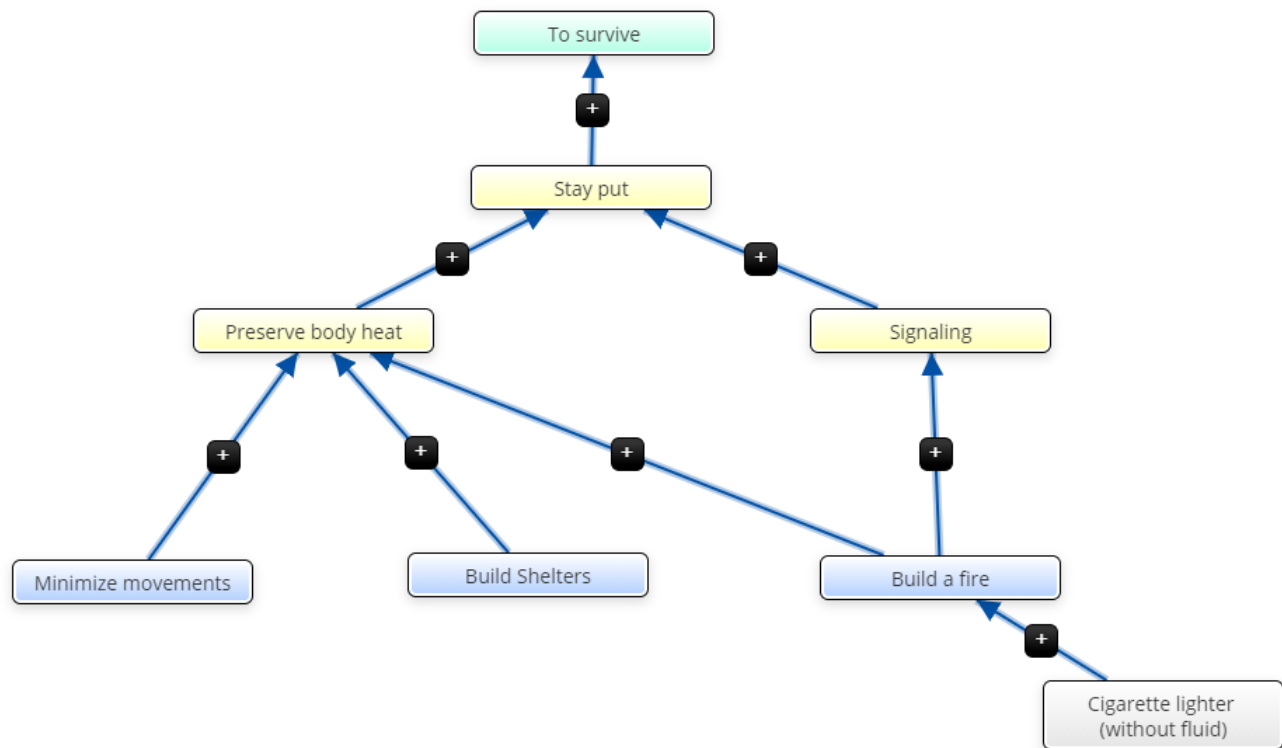 To survive
+
Stay put
+
+
Preserve body heat
Signaling
+
+
+
+
Minimize movements
Build Shelters
Build a fire
+
Cigarette lighter
(without fluid)